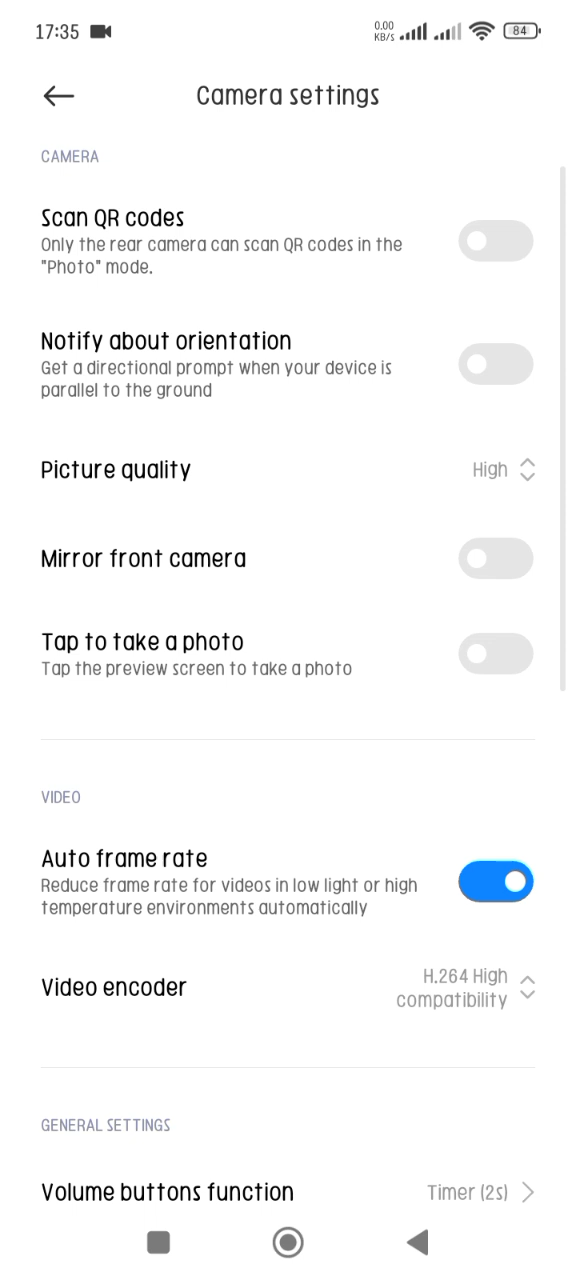 17:35
0.00
KB/S
84
Camera settings
CAMERA
Scan QR codes
Only the rear camera can scan QR codes in the
"Photo" mode.
Notify about orientation
Get a directional prompt when your device is
parallel to the ground
Picture quality
High
Mirror front camera
Tap to take a photo
Tap the preview screen to take a photo
VIDEO
Auto frame rate
Reduce frame rate for videos in low light or high
temperature environments automatically
Video encoder
H.264 High
compatibility
GENERAL SETTINGS
Volume buttons function
Timer (2s)